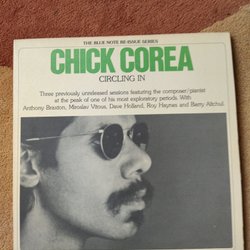 THE BLUE NOTE RE-ISSUE SERIES
CHICK COREA
CIRCLING IN
Three previously unreleased sessions featuring the composer/pianist
at the peak of one of his most exploratory periods. With
Anthony Braxton, Miroslav Vitous, Dave Holland, Roy Haynes and Barry Altschul.